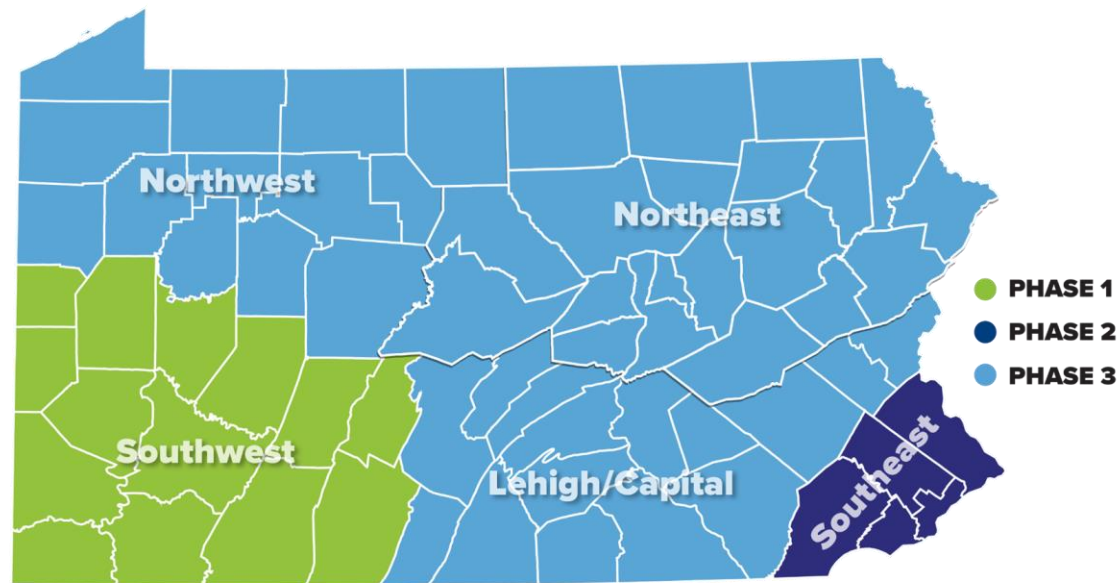 Northwest
Northeast
PHASE 1
PHASE 2
PHASE 3
Southwest
Lehigh/Capital
Southeast